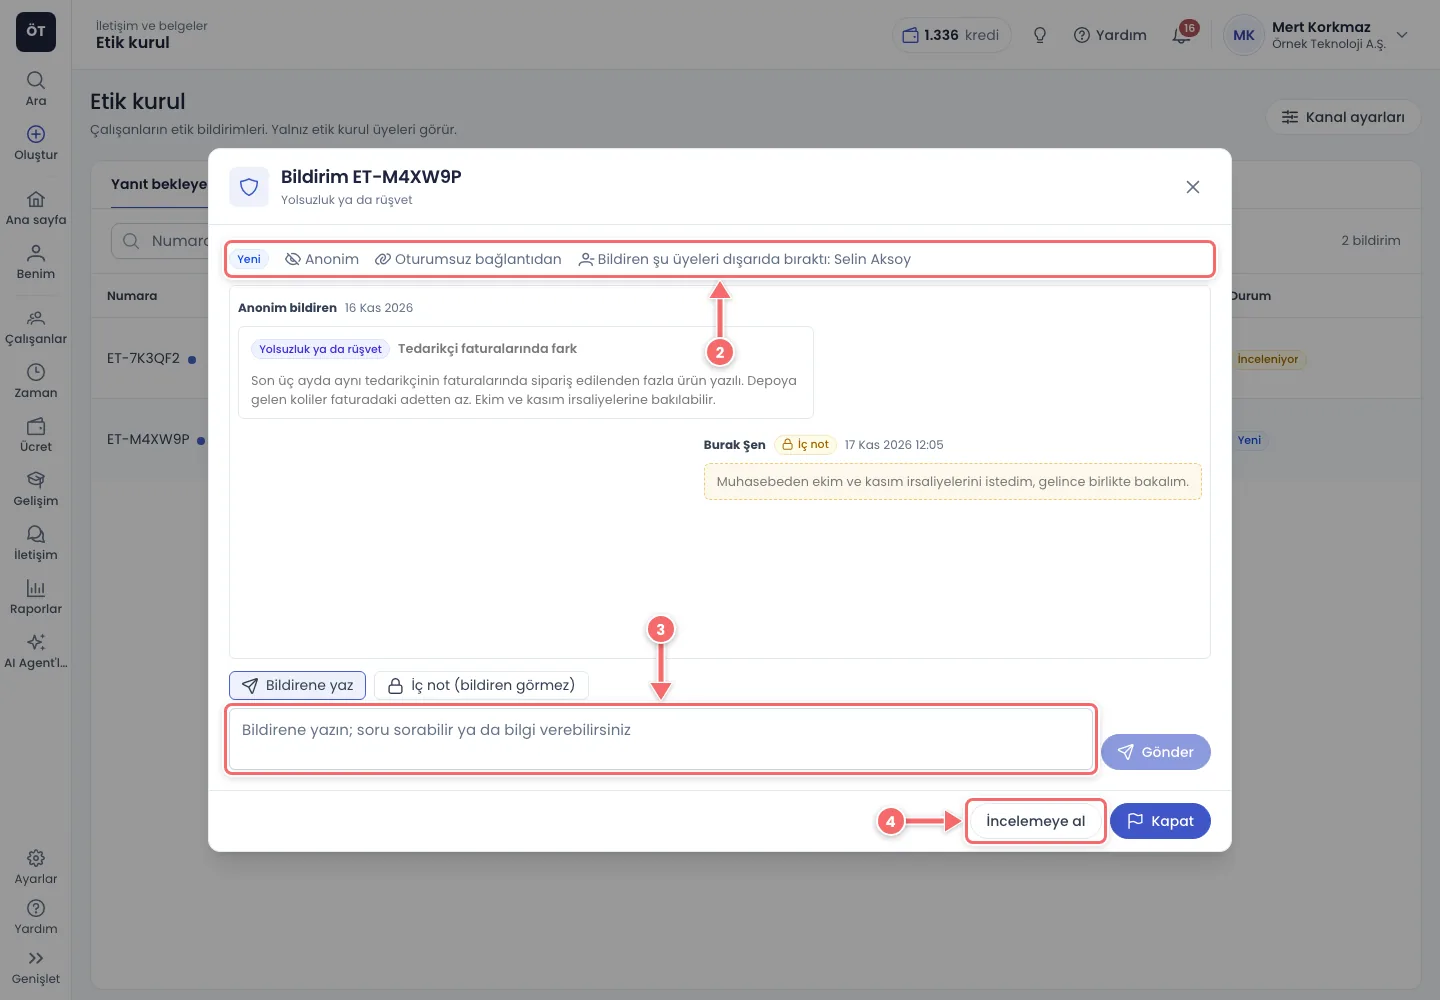 ÖT
İletişim ve belgeler
Etik kurul
1.336 kredi
Yardım
16
MK
Mert Korkmaz
Örnek Teknoloji A.Ş.
Ara
Oluştur
Ana sayfa
Benim
Çalışanlar
Zaman
Ücret
Gelişim
İletişim
Raporlar
AI Agent'l...
Ayarlar
Yardım
Genişlet
Etik kurul
Çalışanların etik bildirimleri. Yalnız etik kurul üyeleri görür.
Kanal ayarları
Yanıt bekleye
Numara
2 bildirim
Numara
Durum
ET-7K3QF2
İnceleniyor
ET-M4XW9P
Yeni
Bildirim ET-M4XW9P
Yolsuzluk ya da rüşvet
Yeni Anonim Oturumsuz bağlantıdan Bildiren şu üyeleri dışarıda bıraktı: Selin Aksoy
2
Anonim bildiren 16 Kas 2026
Yolsuzluk ya da rüşvet Tedarikçi faturalarında fark
Son üç ayda aynı tedarikçinin faturalarında sipariş edilenden fazla ürün yazılı. Depoya
gelen koliler faturadaki adetten az. Ekim ve kasım irsaliyelerine bakılabilir.
Burak Şen İç not 17 Kas 2026 12:05
Muhasebeden ekim ve kasım irsaliyelerini istedim, gelince birlikte bakalım.
3
Bildirene yaz İç not (bildiren görmez)
Bildirene yazın; soru sorabilir ya da bilgi verebilirsiniz
Gönder
4
İncelemeye al
Kapat